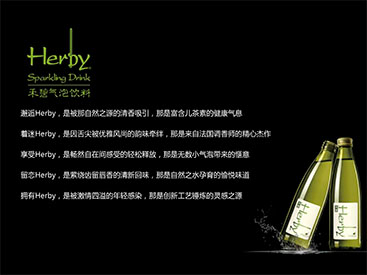 Herby
Sparkling Drink
禾碧气泡饮料
邂逅Herby，是被那自然之源的清香吸引，那是富含儿茶素的健康气息
着迷Herby，是因舌尖被优雅风尚的韵味牵绊，那是来自法国调香师的精心杰作
享受Herby，是畅然自在间感受的轻松释放，那是无数小气泡带来的惬意
留恋Herby，是萦绕齿留唇香的清新回味，那是自然之水孕育的愉悦味道
拥有Herby，是被激情四溢的年轻感染，那是创新工艺锤炼的灵感之源
Herby
Herby